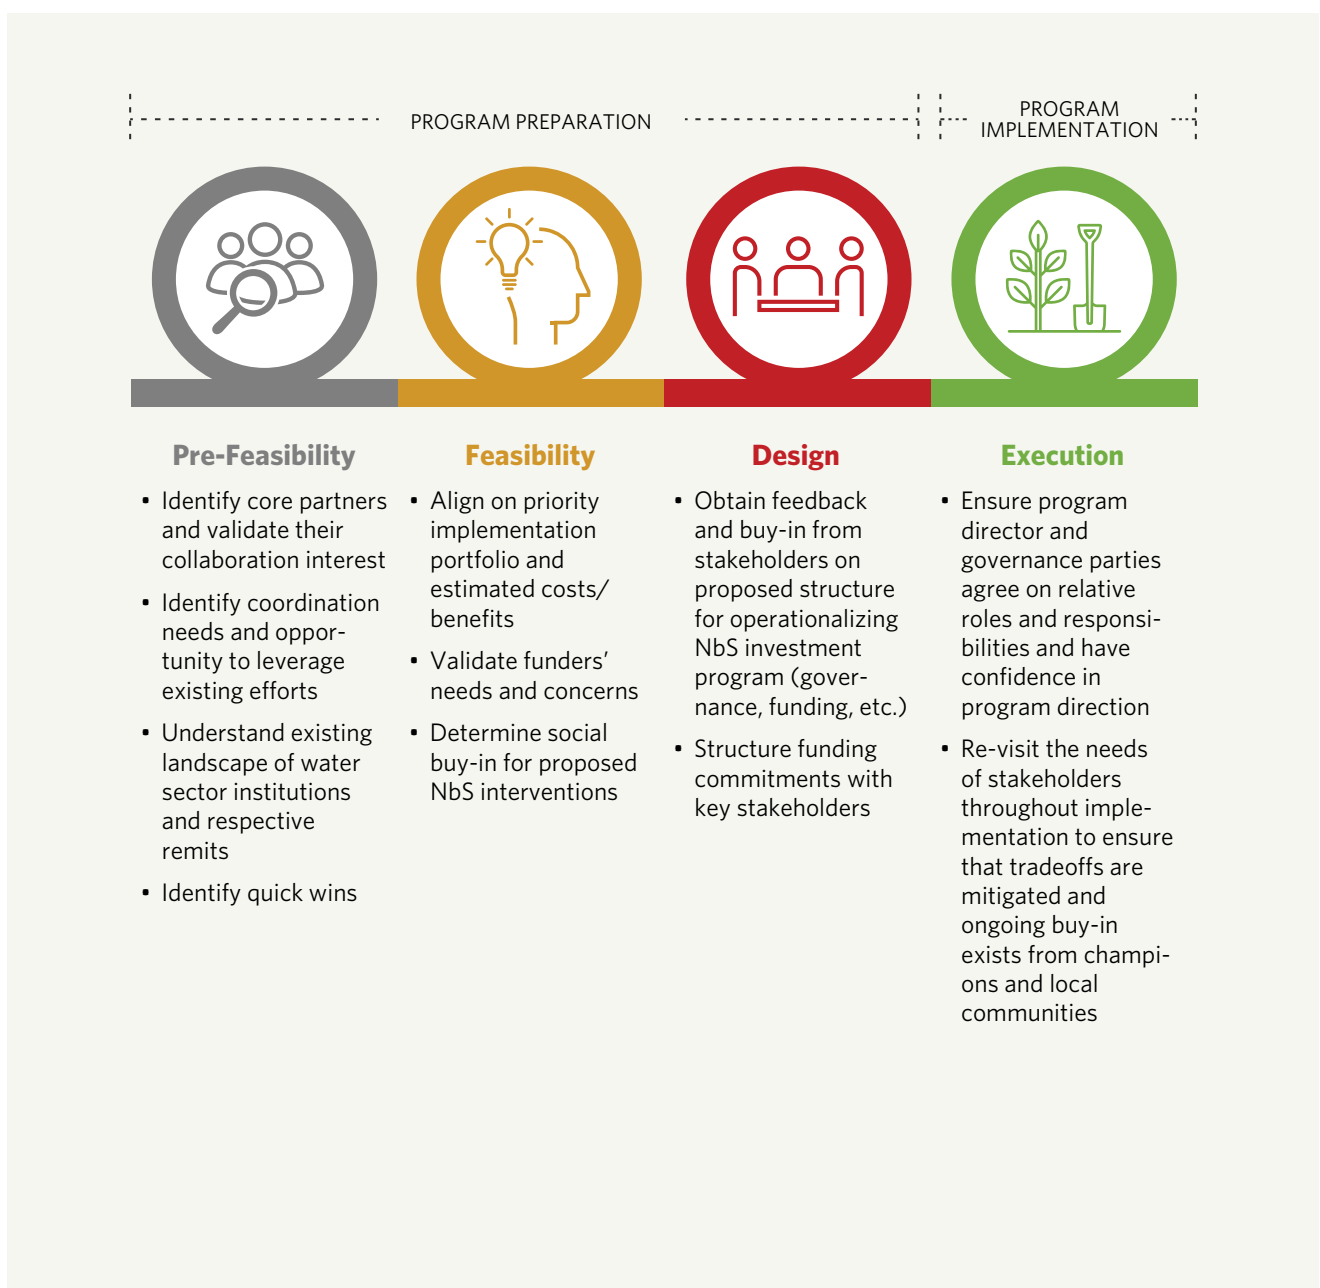 PROGRAM PREPARATION
PROGRAM
IMPLEMENTATION
Pre-Feasibility
• Identify core partners
and validate their
collaboration interest
• Identify coordination
needs and oppor-
tunity to leverage
existing efforts
• Understand existing
landscape of water
sector institutions
and respective
remits
• Identify quick wins
Feasibility
• Align on priority
implementation
portfolio and
estimated costs/
benefits
• Validate funders’
needs and concerns
• Determine social
buy-in for proposed
NbS interventions
Design
• Obtain feedback
and buy-in from
stakeholders on
proposed structure
for operationalizing
NbS investment
program (gover-
nance, funding, etc.)
• Structure funding
commitments with
key stakeholders
Execution
• Ensure program
director and
governance parties
agree on relative
roles and responsi-
bilities and have
confidence in
program direction
• Re-visit the needs
of stakeholders
throughout imple-
mentation to ensure
that tradeoffs are
mitigated and
ongoing buy-in
exists from champi-
ons and local
communities